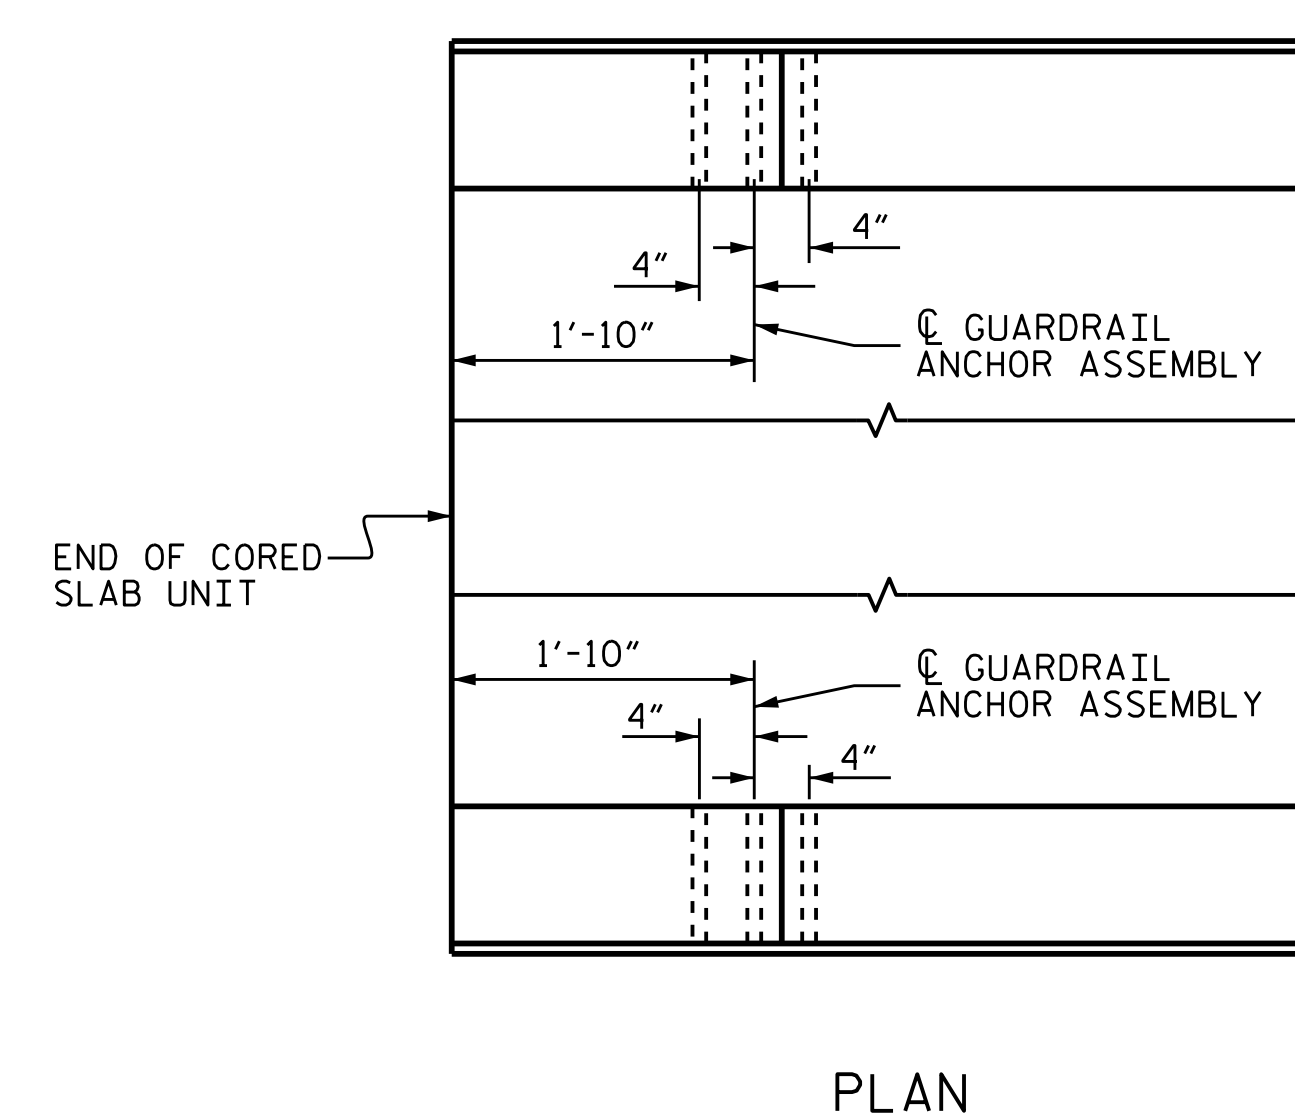 4"
4"
1'-10"
℄ GUARDRAIL
ANCHOR ASSEMBLY
END OF CORED
SLAB UNIT
1'-10"
℄ GUARDRAIL
ANCHOR ASSEMBLY
4"
4"
PLAN